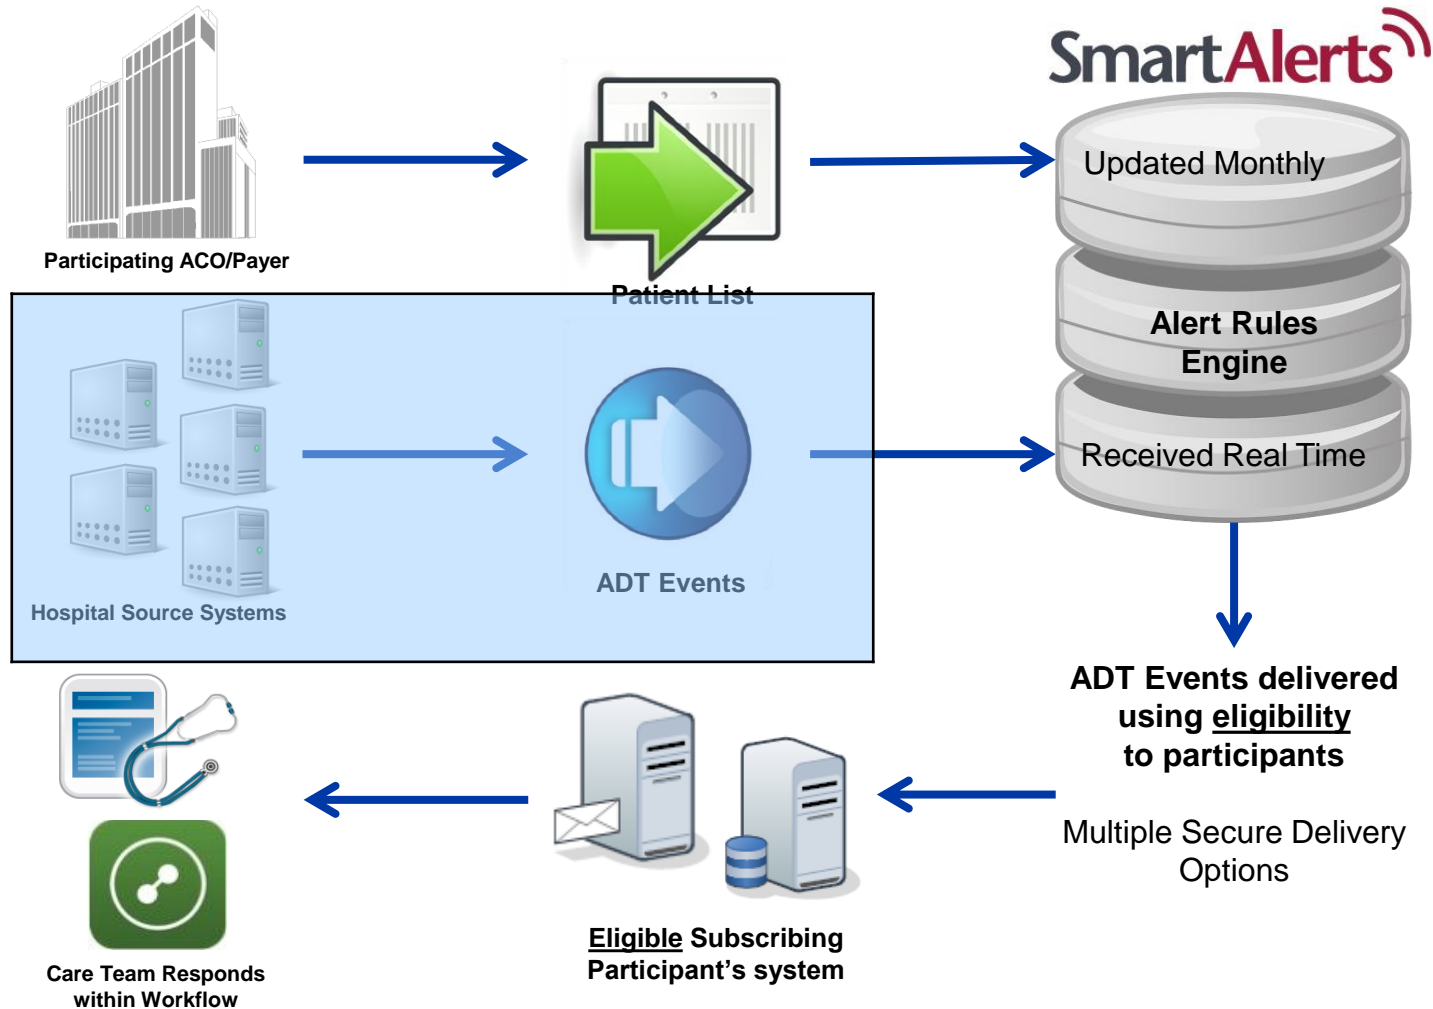 SmartAlerts
Updated Monthly
Participating ACO/Payer
Patient List
Alert Rules
Engine
Received Real Time
ADT Events
Hospital Source Systems
ADT Events delivered
using eligibility
to participants
Multiple Secure Delivery
Options
Eligible Subscribing
Participant's system
Care Team Responds
within Workflow